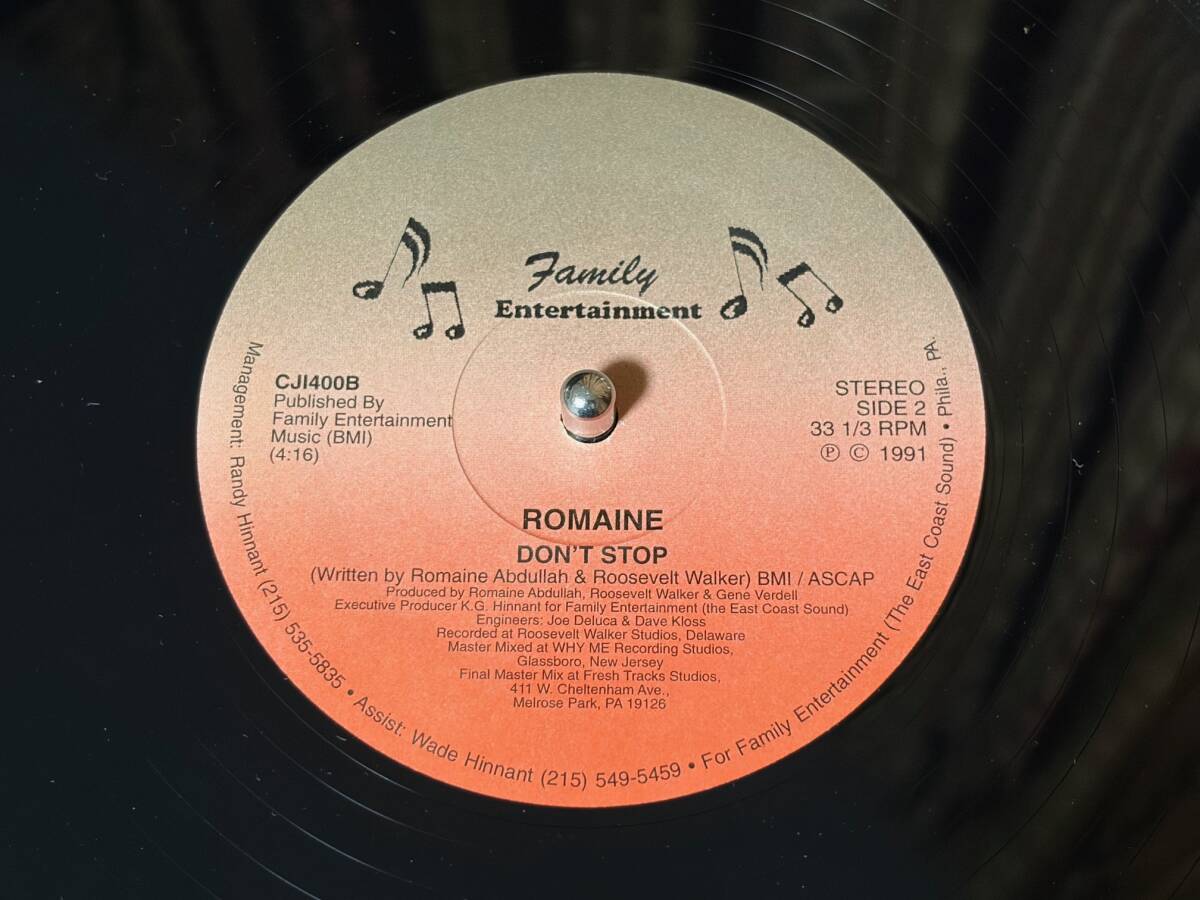 Family
Entertainment
CJI400B
Published By
Family Entertainment
Music (BMI)
(4:16)
STEREO
SIDE 2
33 1/3 RPM
Ⓟ © 1991
ROMAINE
DON'T STOP
(Written by Romaine Abdullah & Roosevelt Walker) BMI / ASCAP
Produced by Romaine Abdullah, Roosevelt Walker & Gene Verdell
Executive Producer K.G. Hinnant for Family Entertainment (the East Coast Sound)
Engineers: Joe Deluca & Dave Kloss
Recorded at Roosevelt Walker Studios, Delaware
Master Mixed at WHY ME Recording Studios,
Glassboro, New Jersey
Final Master Mix at Fresh Tracks Studios,
411 W. Cheltenham Ave.,
Melrose Park, PA 19126
Management: Randy Hinnant (215) 535-5835 • Assist: Wade Hinnant (215) 549-5459 • For Family Entertainment (The East Coast Sound) • Phila., PA.